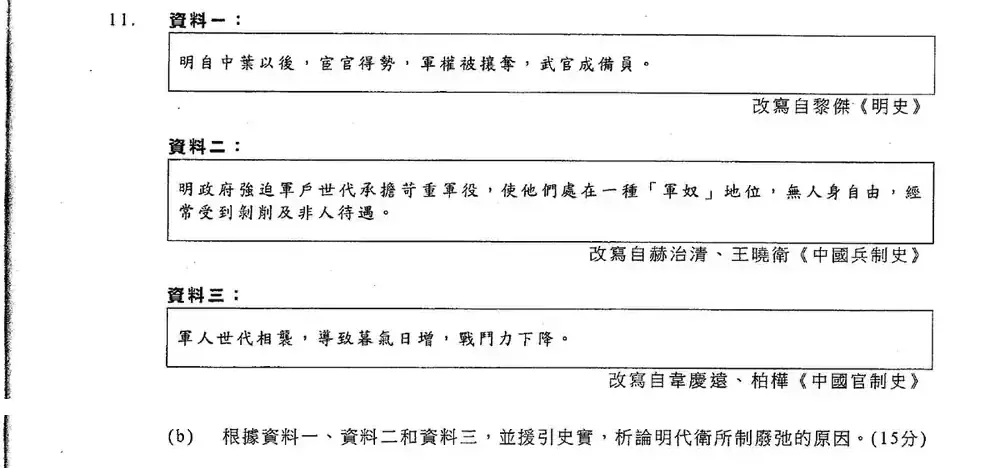 11. 資料一：
明自中葉以後，宦官得勢，軍權被攘奪，武官成備員。
改寫自黎傑《明史》
資料二：
明政府強迫軍戶世代承擔苛重軍役，使他們處在一種「軍奴」地位，無人身自由，經
常受到剝削及非人待遇。
改寫自赫治清、王曉衛《中國兵制史》
資料三：
軍人世代相襲，導致暮氣日增，戰鬥力下降。
改寫自韋慶遠、柏樺《中國官制史》
(b) 根據資料一、資料二和資料三，並援引史實，析論明代衛所制廢弛的原因。(15分)